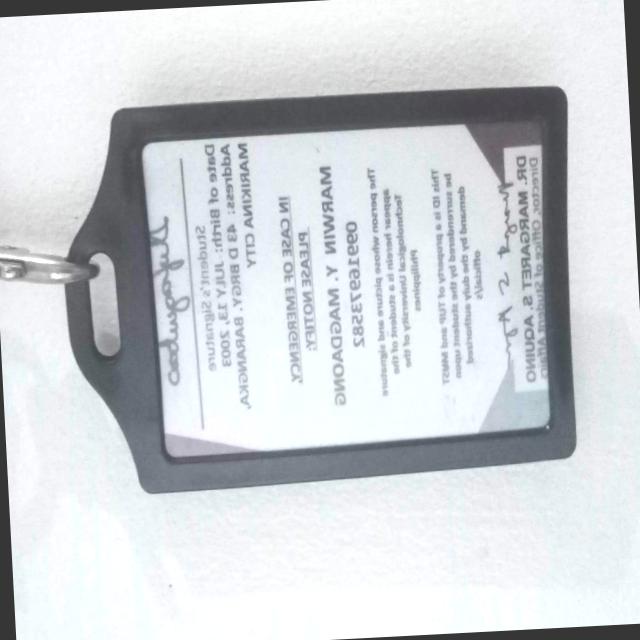 Student's Signature
Date of Birth: JULY 13, 2003
Address: 43 D BRGY. BARANGKA,
MARIKINA CITY
IN CASE OF EMERGENCY,
PLEASE NOTIFY:
MARWIN Y. MAGDAONG
09916957382
The person whose picture and signature
appear herein is a student of the
Technological University of the
Philippines
This ID is a property of TUP and MUST
be surrendered by the student upon
demand by the duly authorized
officials
DR. MARGARET S. AQUINO
Director, Office of Student Affairs